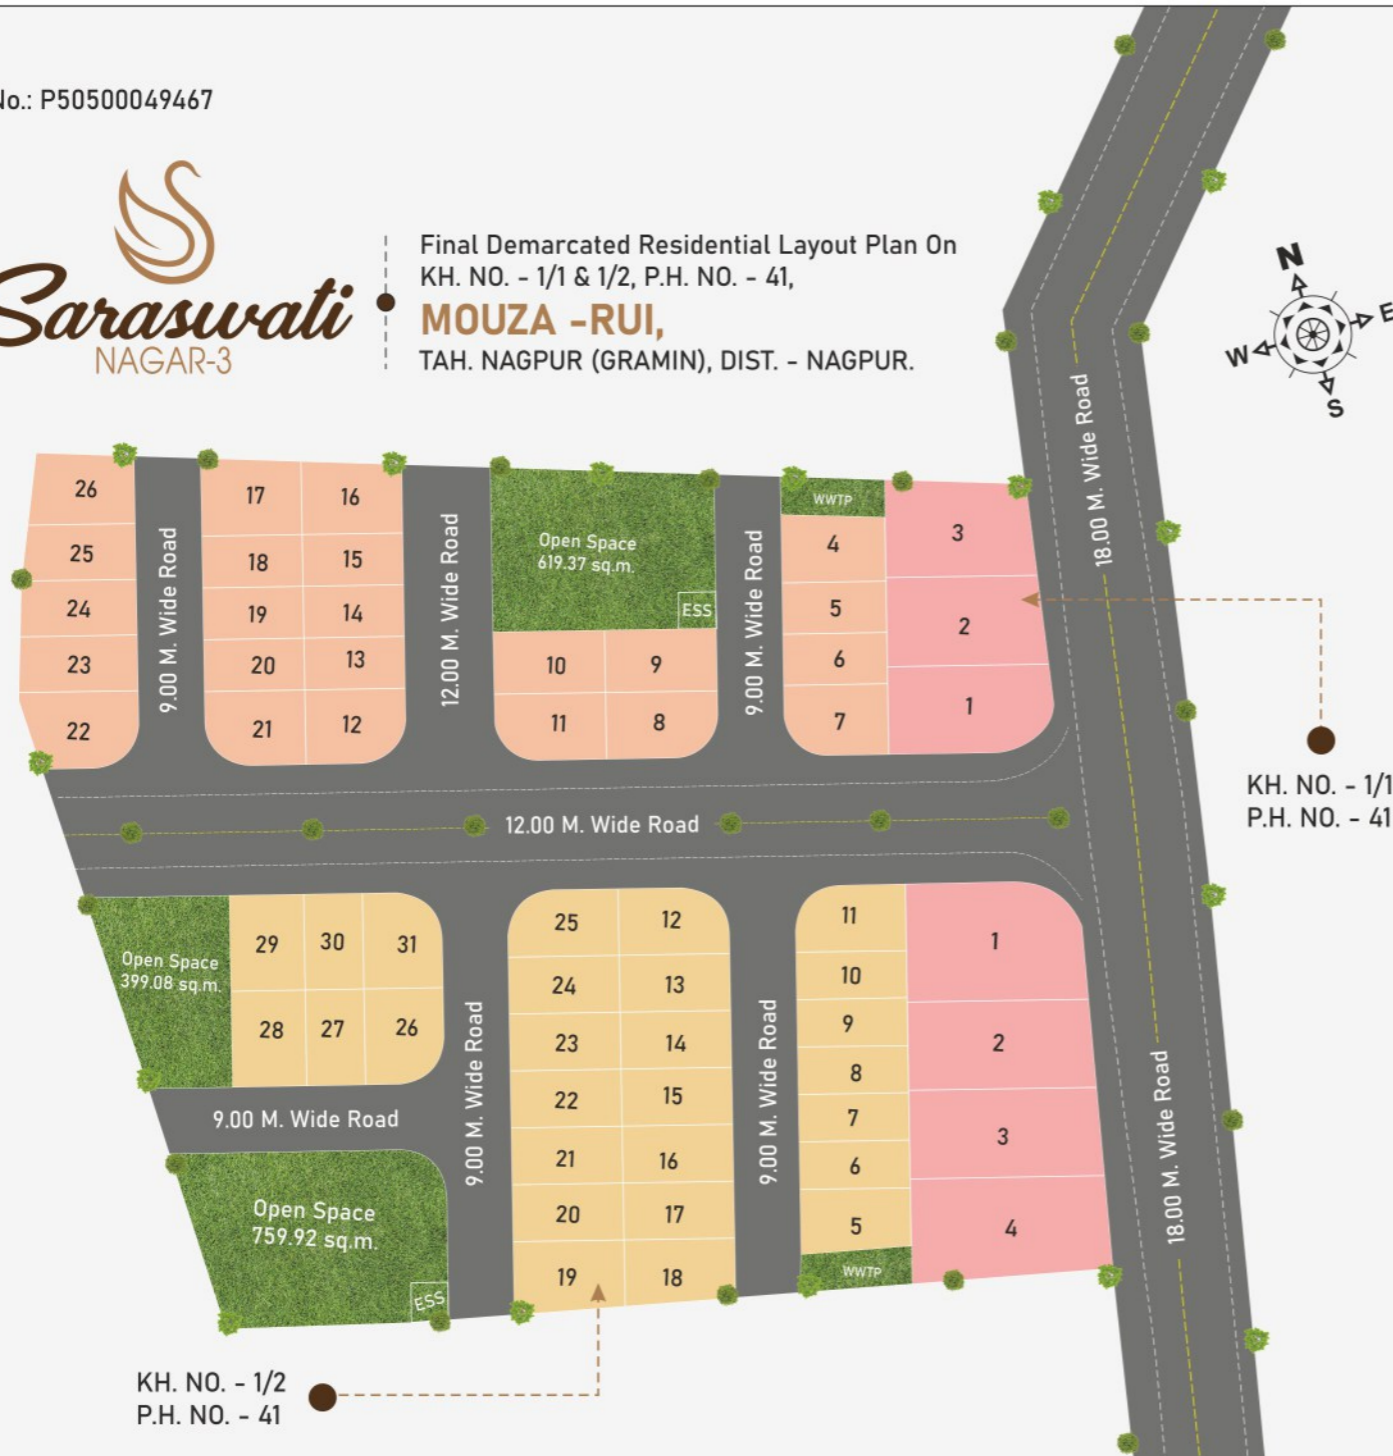 No.: P50500049467
Saraswati
NAGAR-3
Final Demarcated Residential Layout Plan On
KH. NO. - 1/1 & 1/2, P.H. NO. - 41,
MOUZA -RUI,
TAH. NAGPUR (GRAMIN), DIST. - NAGPUR.
N
E
W
S
18.00 M. Wide Road
26
25
24
23
22
9.00 M. Wide Road
17
16
18
15
19
14
20
13
21
12
12.00 M. Wide Road
Open Space
619.37 sq.m.
ESS
10
9
11
8
9.00 M. Wide Road
WWTP
4
5
6
7
3
2
1
KH. NO. - 1/1
P.H. NO. - 41
12.00 M. Wide Road
Open Space
399.08 sq.m.
29
30
31
28
27
26
9.00 M. Wide Road
Open Space
759.92 sq.m.
ESS
9.00 M. Wide Road
25
12
24
13
23
14
22
15
21
16
20
17
19
18
9.00 M. Wide Road
11
10
9
8
7
6
5
WWTP
1
2
3
4
18.00 M. Wide Road
KH. NO. - 1/2
P.H. NO. - 41